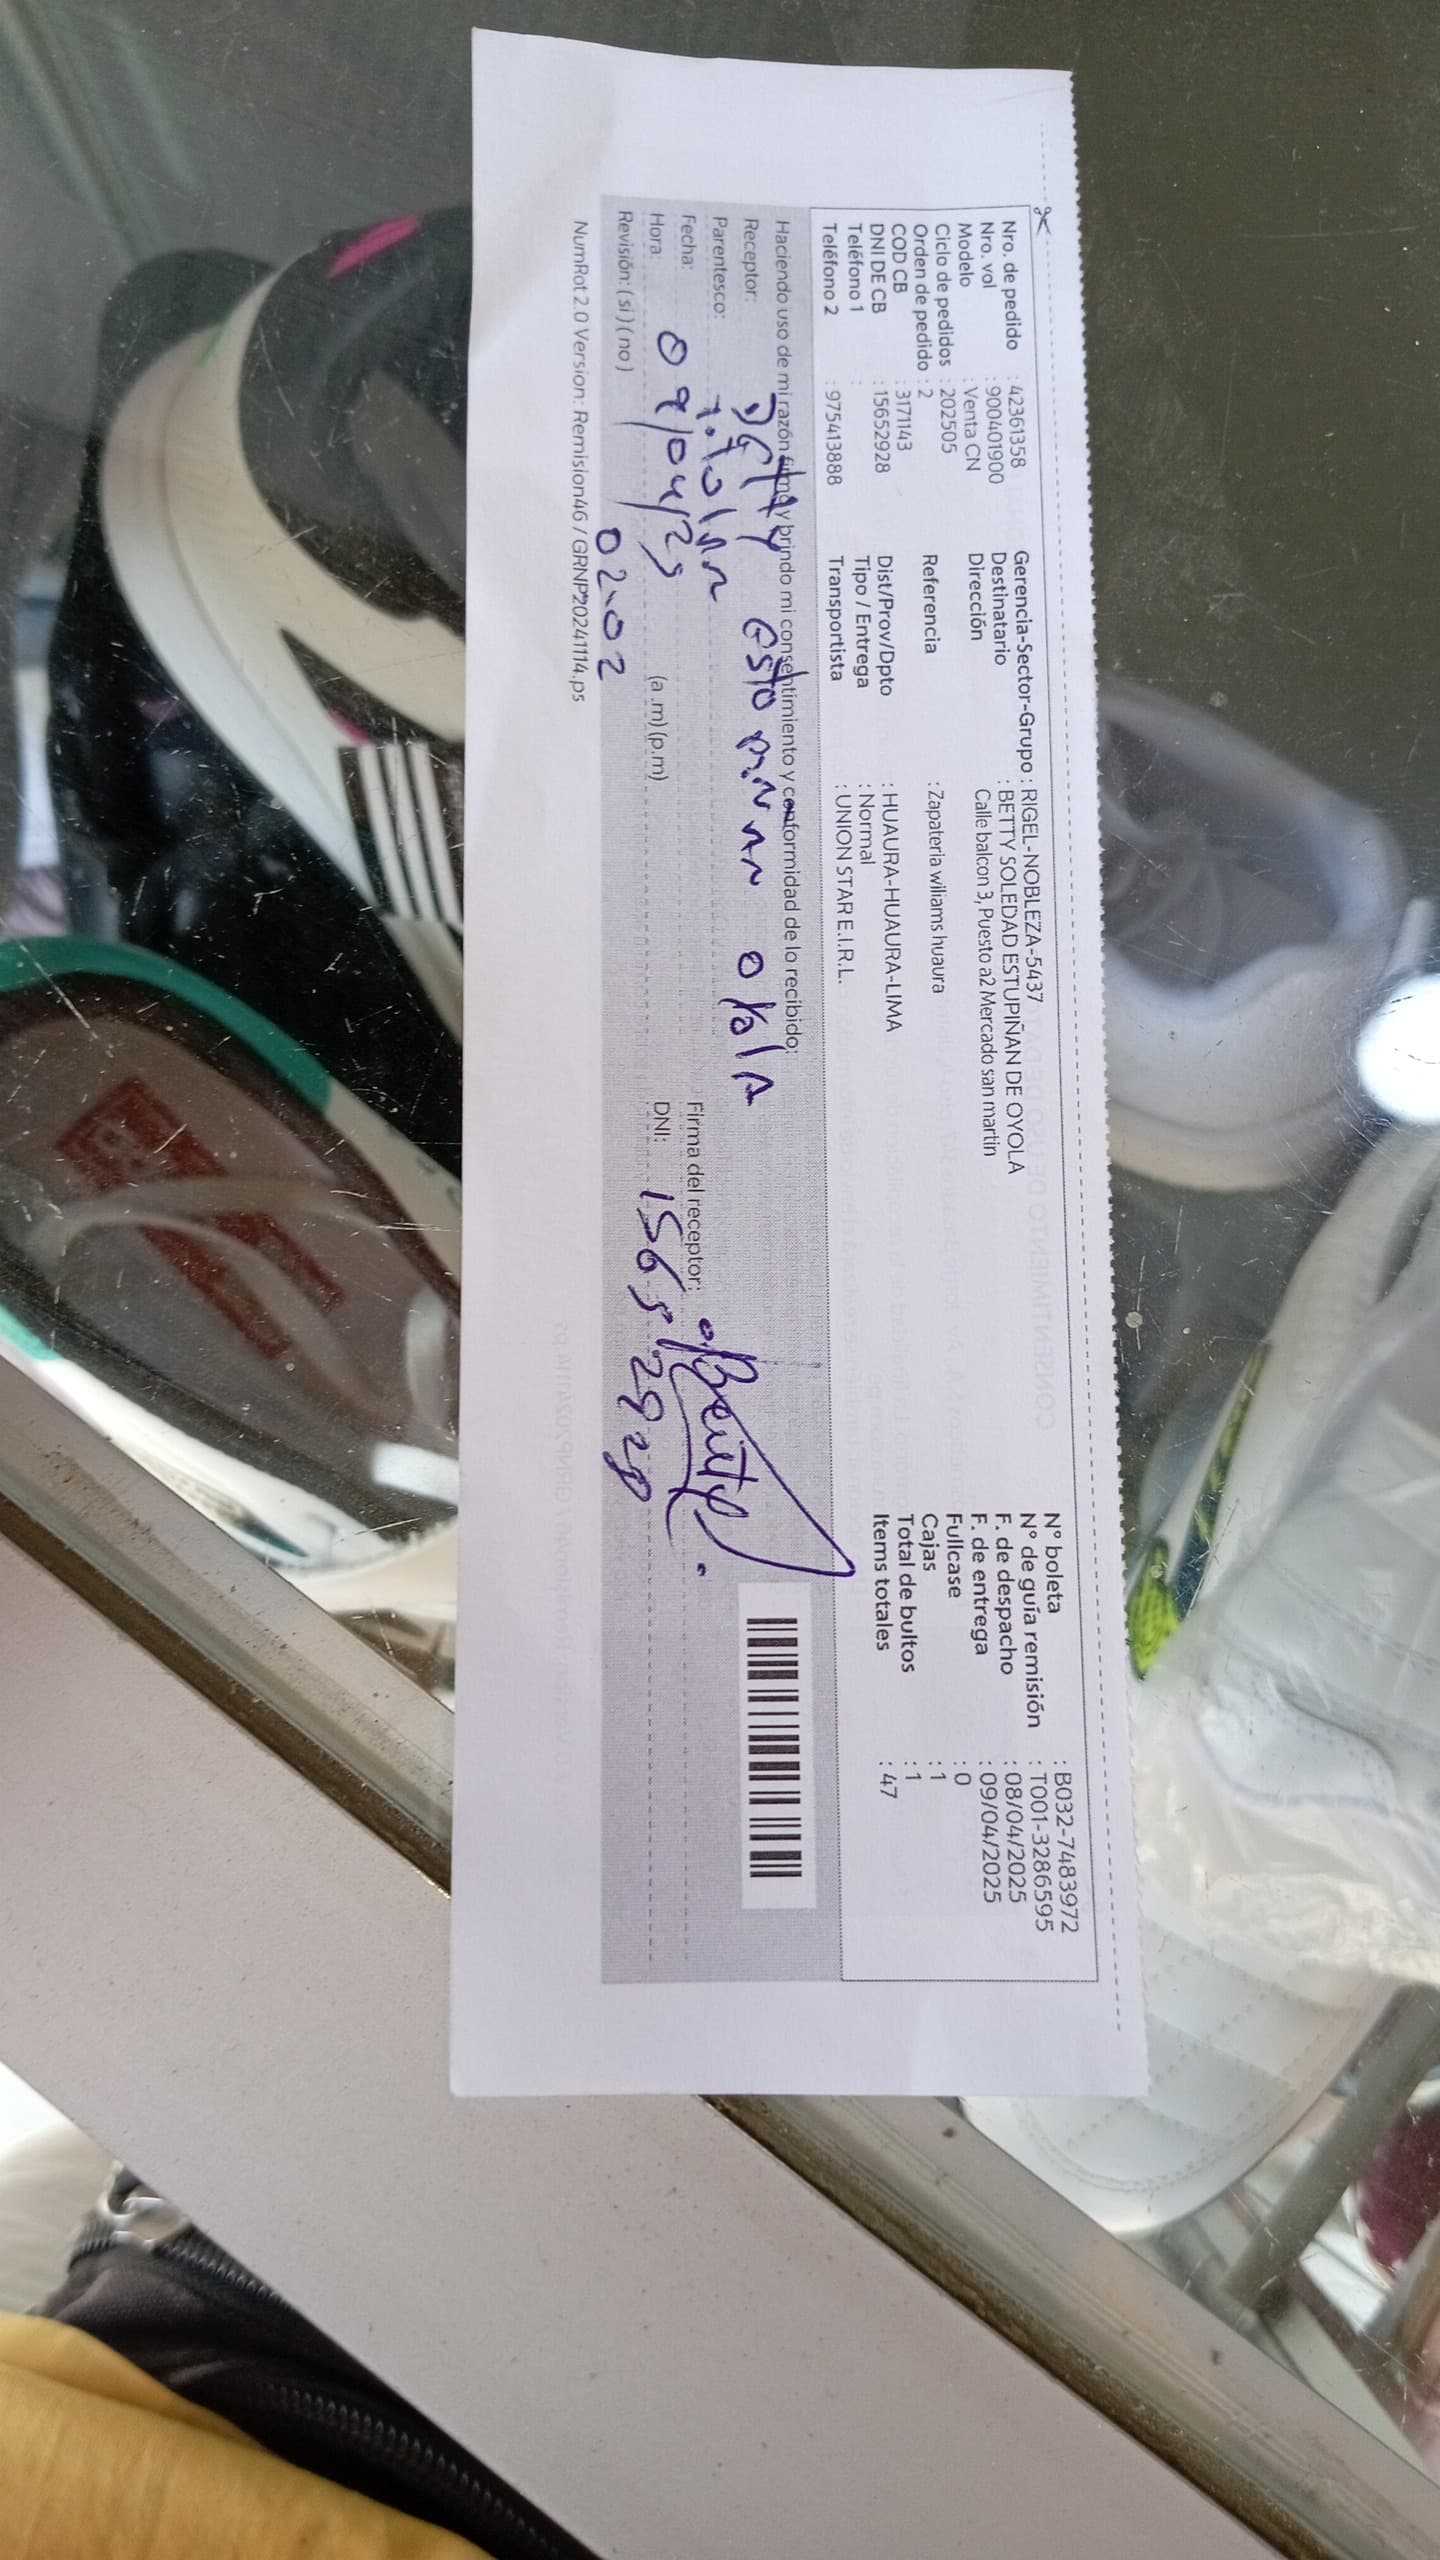 Nro. de pedido : 42361358
Nro. vol : 900401900
Modelo : Venta CN
Ciclo de pedidos : 202505
Orden de pedido : 2
COD CB : 3171143
DNI DE CB : 15652928
Teléfono 1 :
Teléfono 2 : 975413888
Gerencia-Sector-Grupo : RIGEL-NOBLEZA-5437
Destinatario : BETTY SOLEDAD ESTUPIÑAN DE OYOLA
Dirección Calle balcon 3, Puesto a2 Mercado san martin
Referencia : Zapateria wiliams huaura
Dist/Prov/Dpto : HUAURA-HUAURA-LIMA
Tipo / Entrega : Normal
Transportista : UNION STAR E.I.R.L.
N° boleta : B032-7483972
N° de guía remisión : T001-3286595
F. de despacho : 08/04/2025
F. de entrega : 09/04/2025
Fullcase : 0
Cajas : 1
Total de bultos : 1
Items totales : 47
Haciendo uso de mi razón firmo y brindo mi consentimiento y conformidad de lo recibido:
Receptor:
Parentesco: titular
Fecha: 09/04/25
Hora: 02:02 (a.m) (p.m)
Revisión: ( si ) ( no )
Firma del receptor:
DNI: 15652928
NumRot 2.0 Version: Remision46 / GRNP20241114.ps